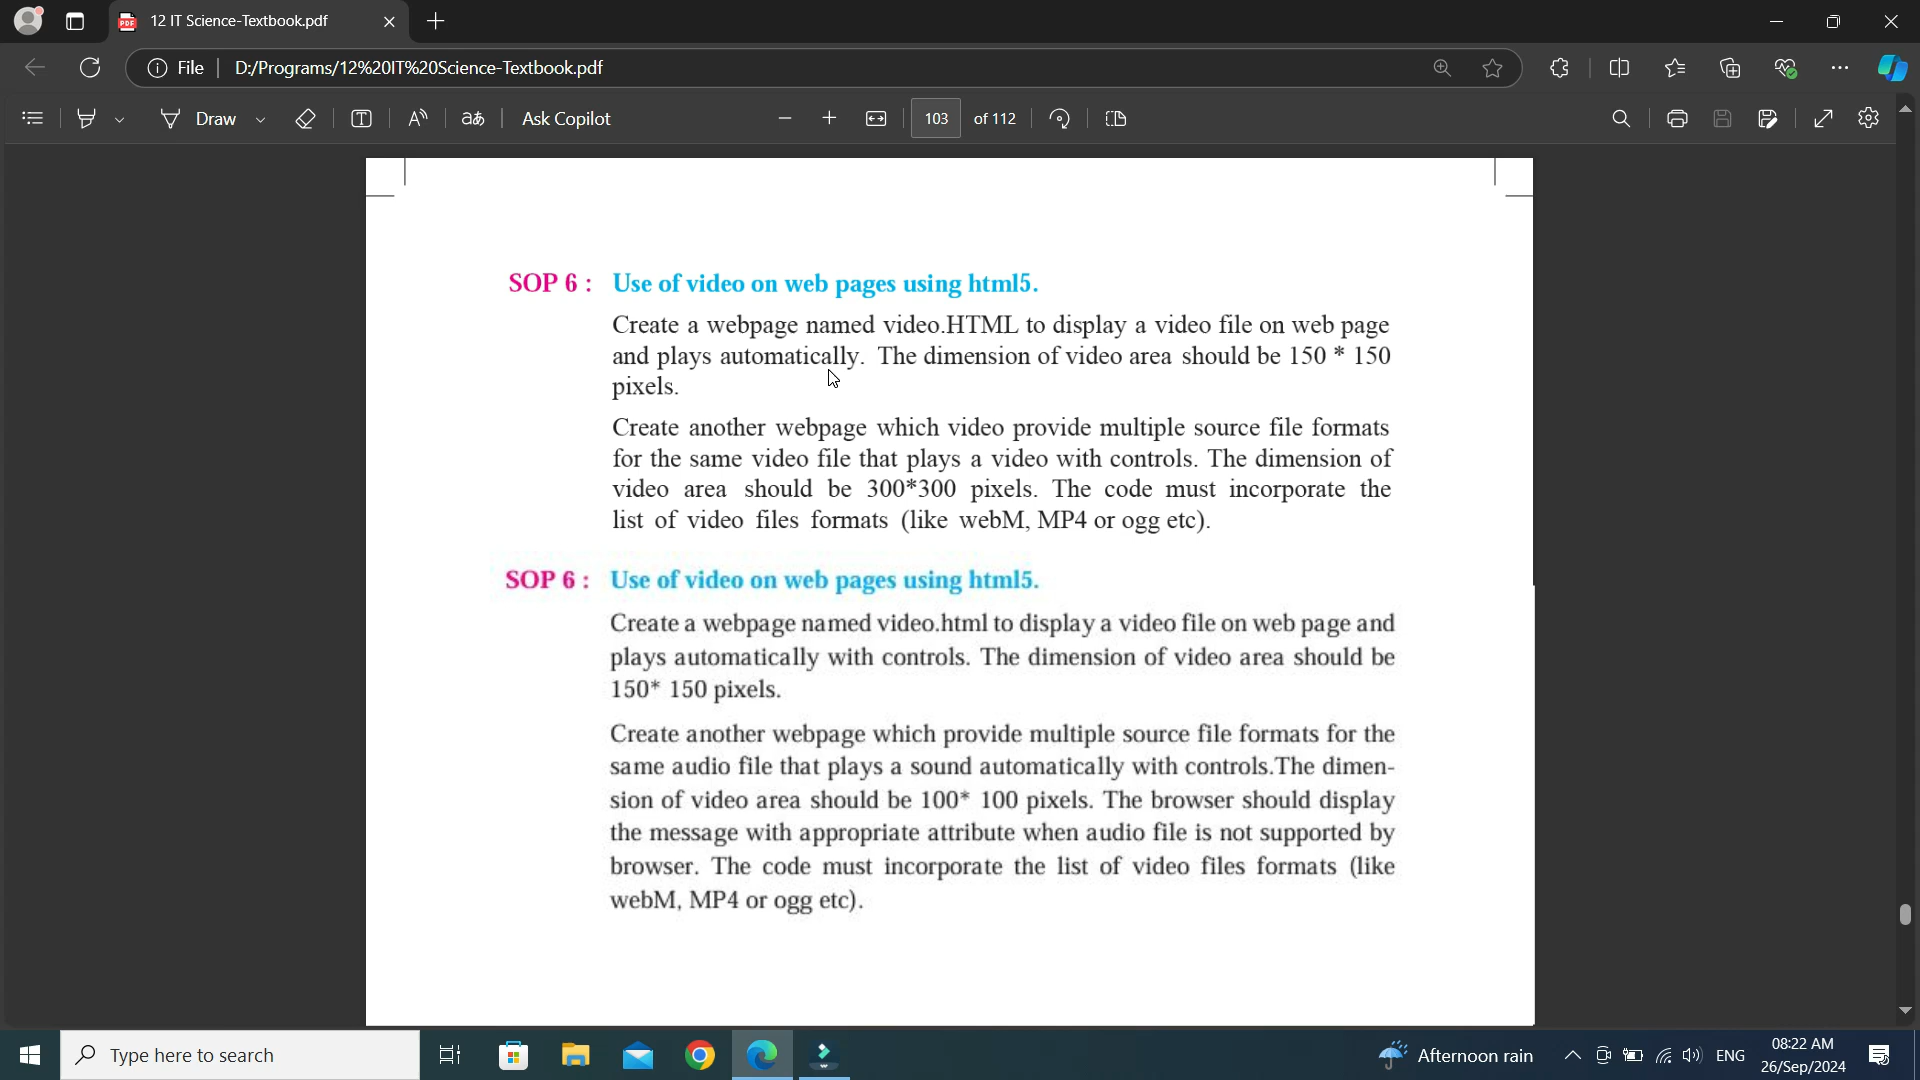 12 IT Science-Textbook.pdf
File D:/Programs/12%20IT%20Science-Textbook.pdf
Draw T A aあ Ask Copilot 103 of 112
SOP 6 : Use of video on web pages using html5.
Create a webpage named video.HTML to display a video file on web page
and plays automatically. The dimension of video area should be 150 * 150
pixels.
Create another webpage which video provide multiple source file formats
for the same video file that plays a video with controls. The dimension of
video area should be 300*300 pixels. The code must incorporate the
list of video files formats (like webM, MP4 or ogg etc).
SOP 6 : Use of video on web pages using html5.
Create a webpage named video.html to display a video file on web page and
plays automatically with controls. The dimension of video area should be
150* 150 pixels.
Create another webpage which provide multiple source file formats for the
same audio file that plays a sound automatically with controls.The dimen-
sion of video area should be 100* 100 pixels. The browser should display
the message with appropriate attribute when audio file is not supported by
browser. The code must incorporate the list of video files formats (like
webM, MP4 or ogg etc).
Type here to search Afternoon rain ENG 08:22 AM
26/Sep/2024